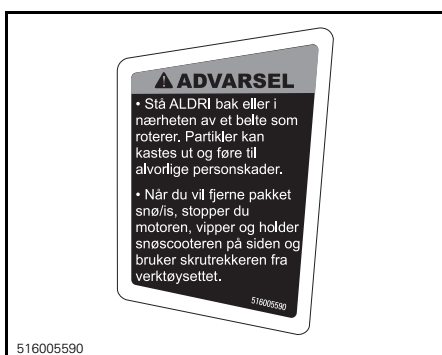 ⚠ ADVARSEL
• Stå ALDRI bak eller i
nærheten av et belte som
roterer. Partikler kan
kastes ut og føre til
alvorlige personskader.
• Når du vil fjerne pakket
snø/is, stopper du
motoren, vipper og holder
snøscooteren på siden og
bruker skrutrekkeren fra
verktøysettet.
516005590
516005590